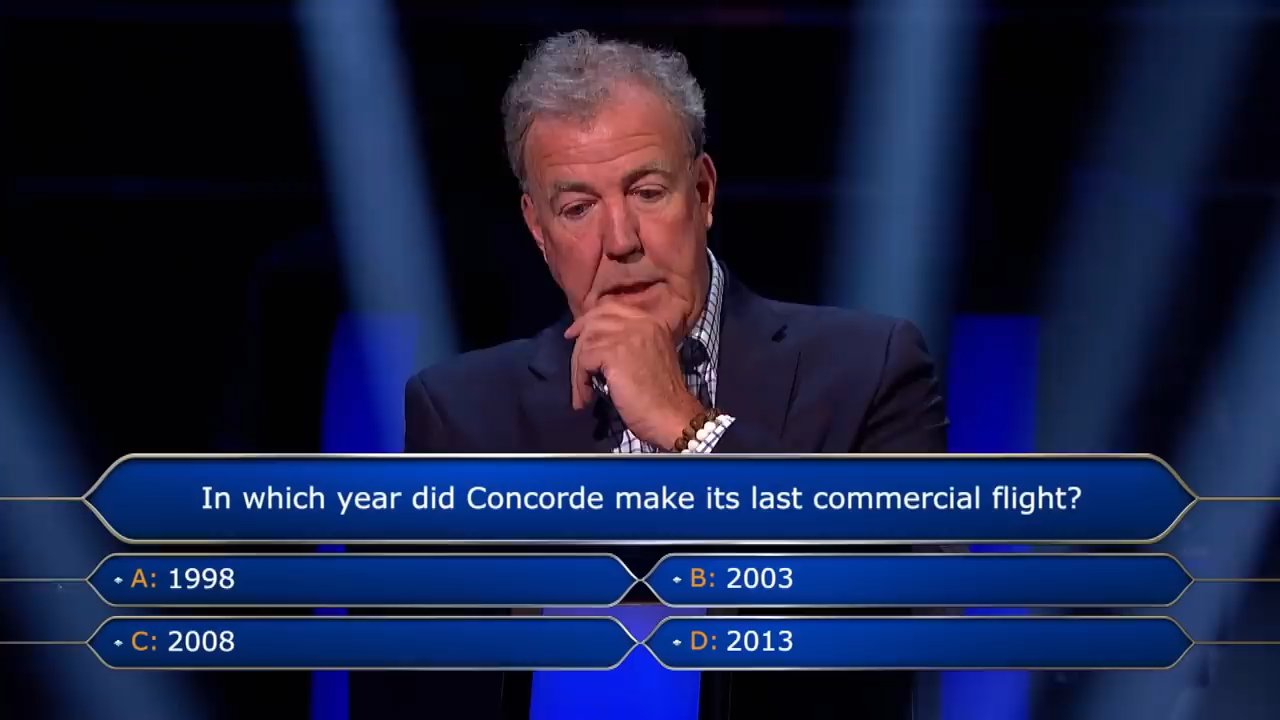 In which year did Concorde make its last commercial flight?
A: 1998
B: 2003
C: 2008
D: 2013